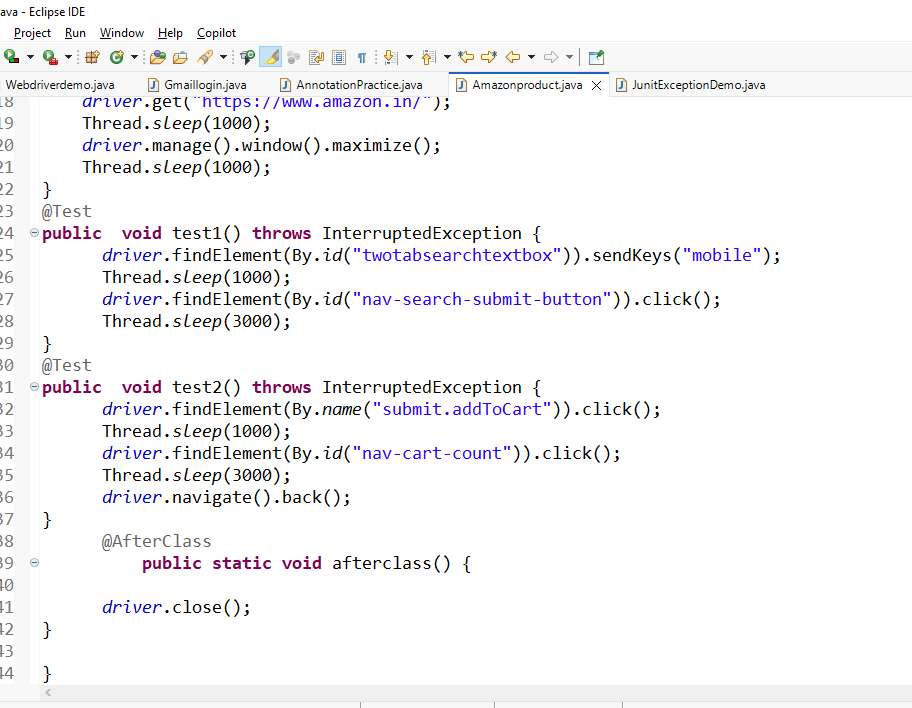 ava - Eclipse IDE
Project Run Window Help Copilot
Webdriverdemo.java Gmaillogin.java AnnotationPractice.java Amazonproduct.java JunitExceptionDemo.java
18 driver.get("https://www.amazon.in/");
19 Thread.sleep(1000);
20 driver.manage().window().maximize();
21 Thread.sleep(1000);
22 }
23 @Test
24 public  void test1() throws InterruptedException {
25 driver.findElement(By.id("twotabsearchtextbox")).sendKeys("mobile");
26 Thread.sleep(1000);
27 driver.findElement(By.id("nav-search-submit-button")).click();
28 Thread.sleep(3000);
29 }
30 @Test
31 public  void test2() throws InterruptedException {
32 driver.findElement(By.name("submit.addToCart")).click();
33 Thread.sleep(1000);
34 driver.findElement(By.id("nav-cart-count")).click();
35 Thread.sleep(3000);
36 driver.navigate().back();
37 }
38 @AfterClass
39 public static void afterclass() {
40
41 driver.close();
42 }
43
44 }